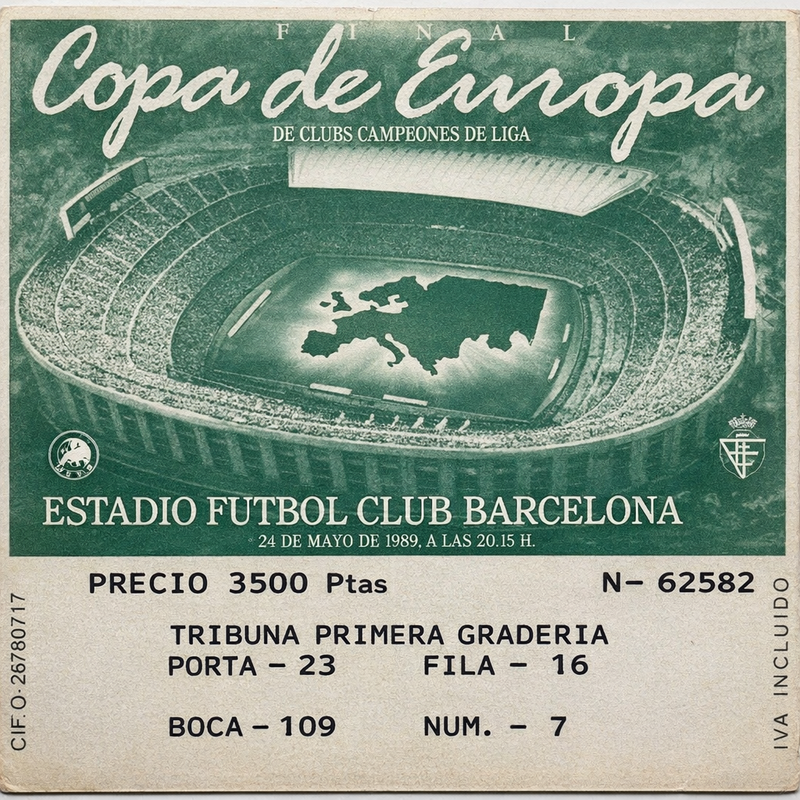 FINAL
Copa de Europa
DE CLUBS CAMPEONES DE LIGA
ESTADIO FUTBOL CLUB BARCELONA
24 DE MAYO DE 1989, A LAS 20.15 H.
PRECIO 3500 Ptas
N– 62582
TRIBUNA PRIMERA GRADERIA
PORTA – 23
FILA – 16
BOCA – 109
NUM. – 7
CIF. O- 26780717
IVA INCLUIDO